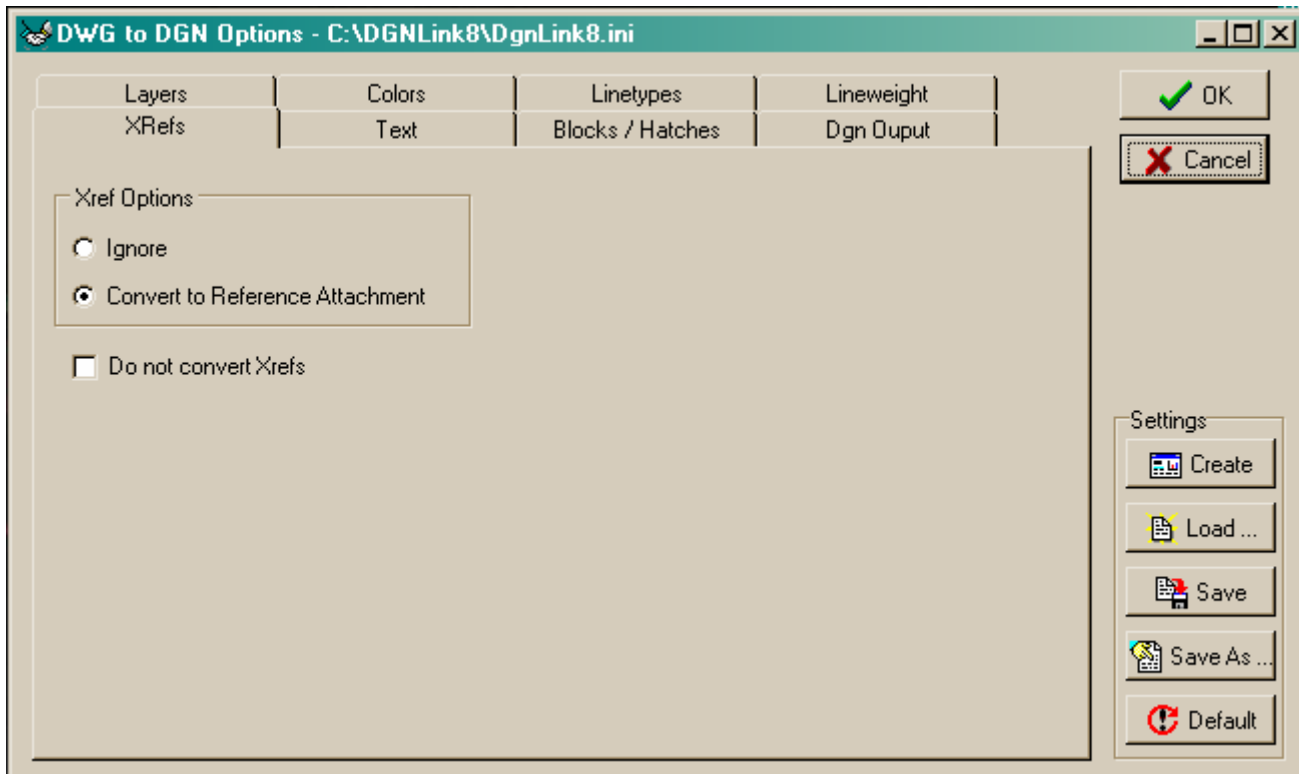 DWG to DGN Options - C:\DGNLink8\DgnLink8.ini
Layers Colors Linetypes Lineweight
XRefs Text Blocks / Hatches Dgn Ouput
OK
Cancel
Xref Options
Ignore
Convert to Reference Attachment
Do not convert Xrefs
Settings
Create
Load ...
Save
Save As ...
Default